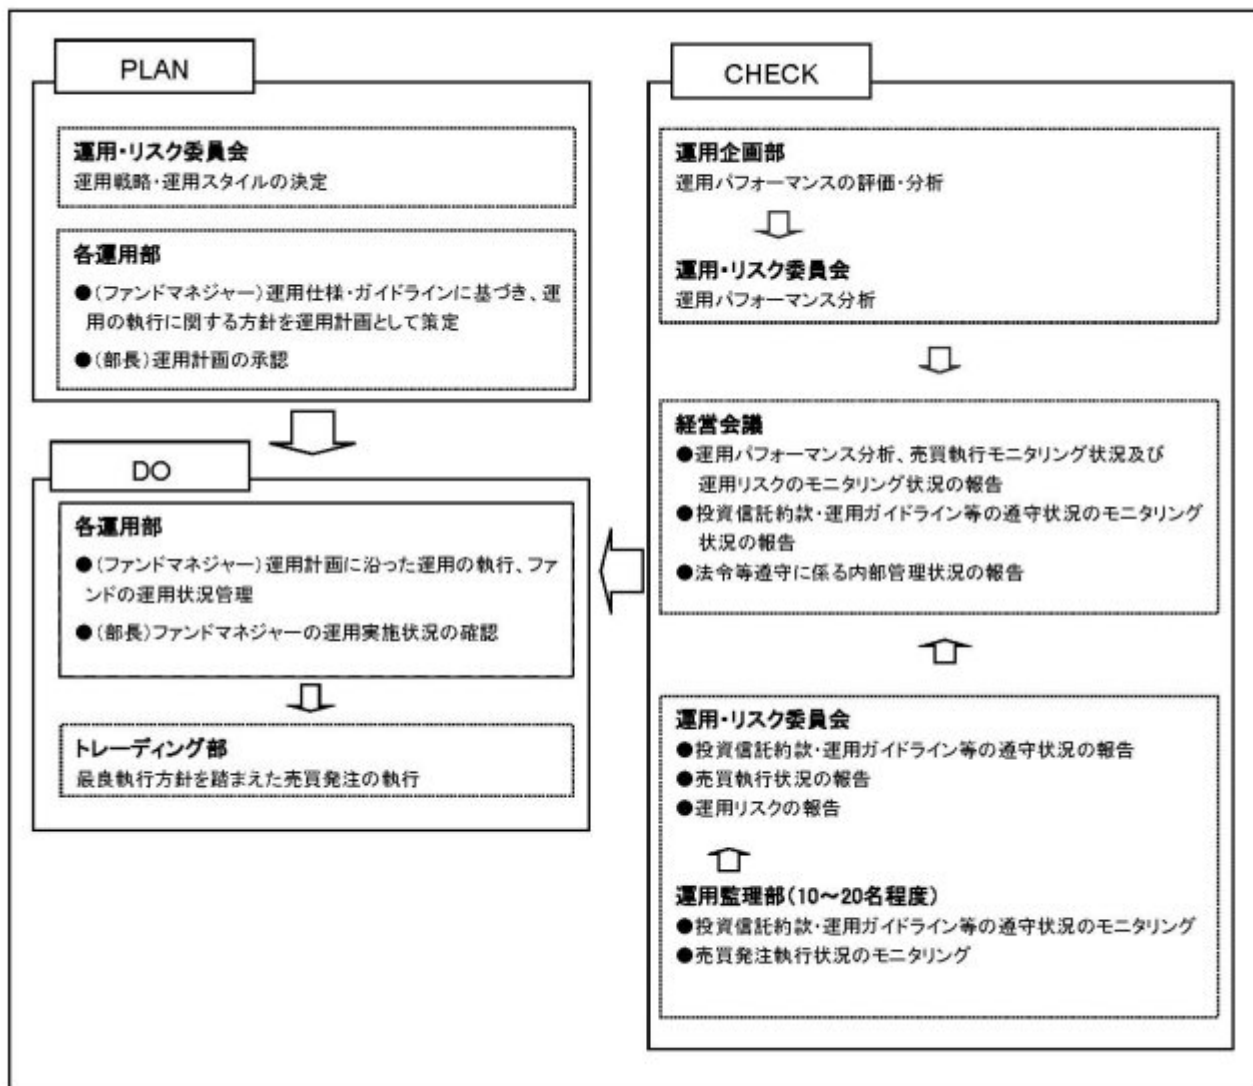 PLAN
運用・リスク委員会
運用戦略・運用スタイルの決定
各運用部
●(ファンドマネジャー)運用仕様・ガイドラインに基づき、運
用の執行に関する方針を運用計画として策定
●(部長)運用計画の承認
DO
各運用部
●(ファンドマネジャー)運用計画に沿った運用の執行、ファ
ンドの運用状況管理
●(部長)ファンドマネジャーの運用実施状況の確認
トレーディング部
最良執行方針を踏まえた売買発注の執行
CHECK
運用企画部
運用パフォーマンスの評価・分析
運用・リスク委員会
運用パフォーマンス分析
経営会議
●運用パフォーマンス分析、売買執行モニタリング状況及び
運用リスクのモニタリング状況の報告
●投資信託約款・運用ガイドライン等の遵守状況のモニタリング
状況の報告
●法令等遵守に係る内部管理状況の報告
運用・リスク委員会
●投資信託約款・運用ガイドライン等の遵守状況の報告
●売買執行状況の報告
●運用リスクの報告
運用監理部(10～20名程度)
●投資信託約款・運用ガイドライン等の遵守状況のモニタリング
●売買発注執行状況のモニタリング